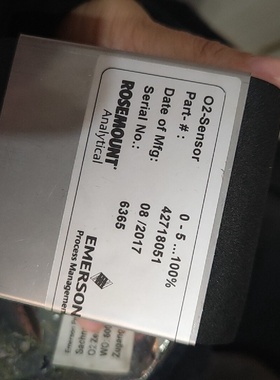 O2-Sensor 0 - 5 ...100%
Part-#: 42718051
Date of Mfg: 08 / 2017
Serial No.: 6365
ROSEMOUNT
Analytical
EMERSON
Process Management